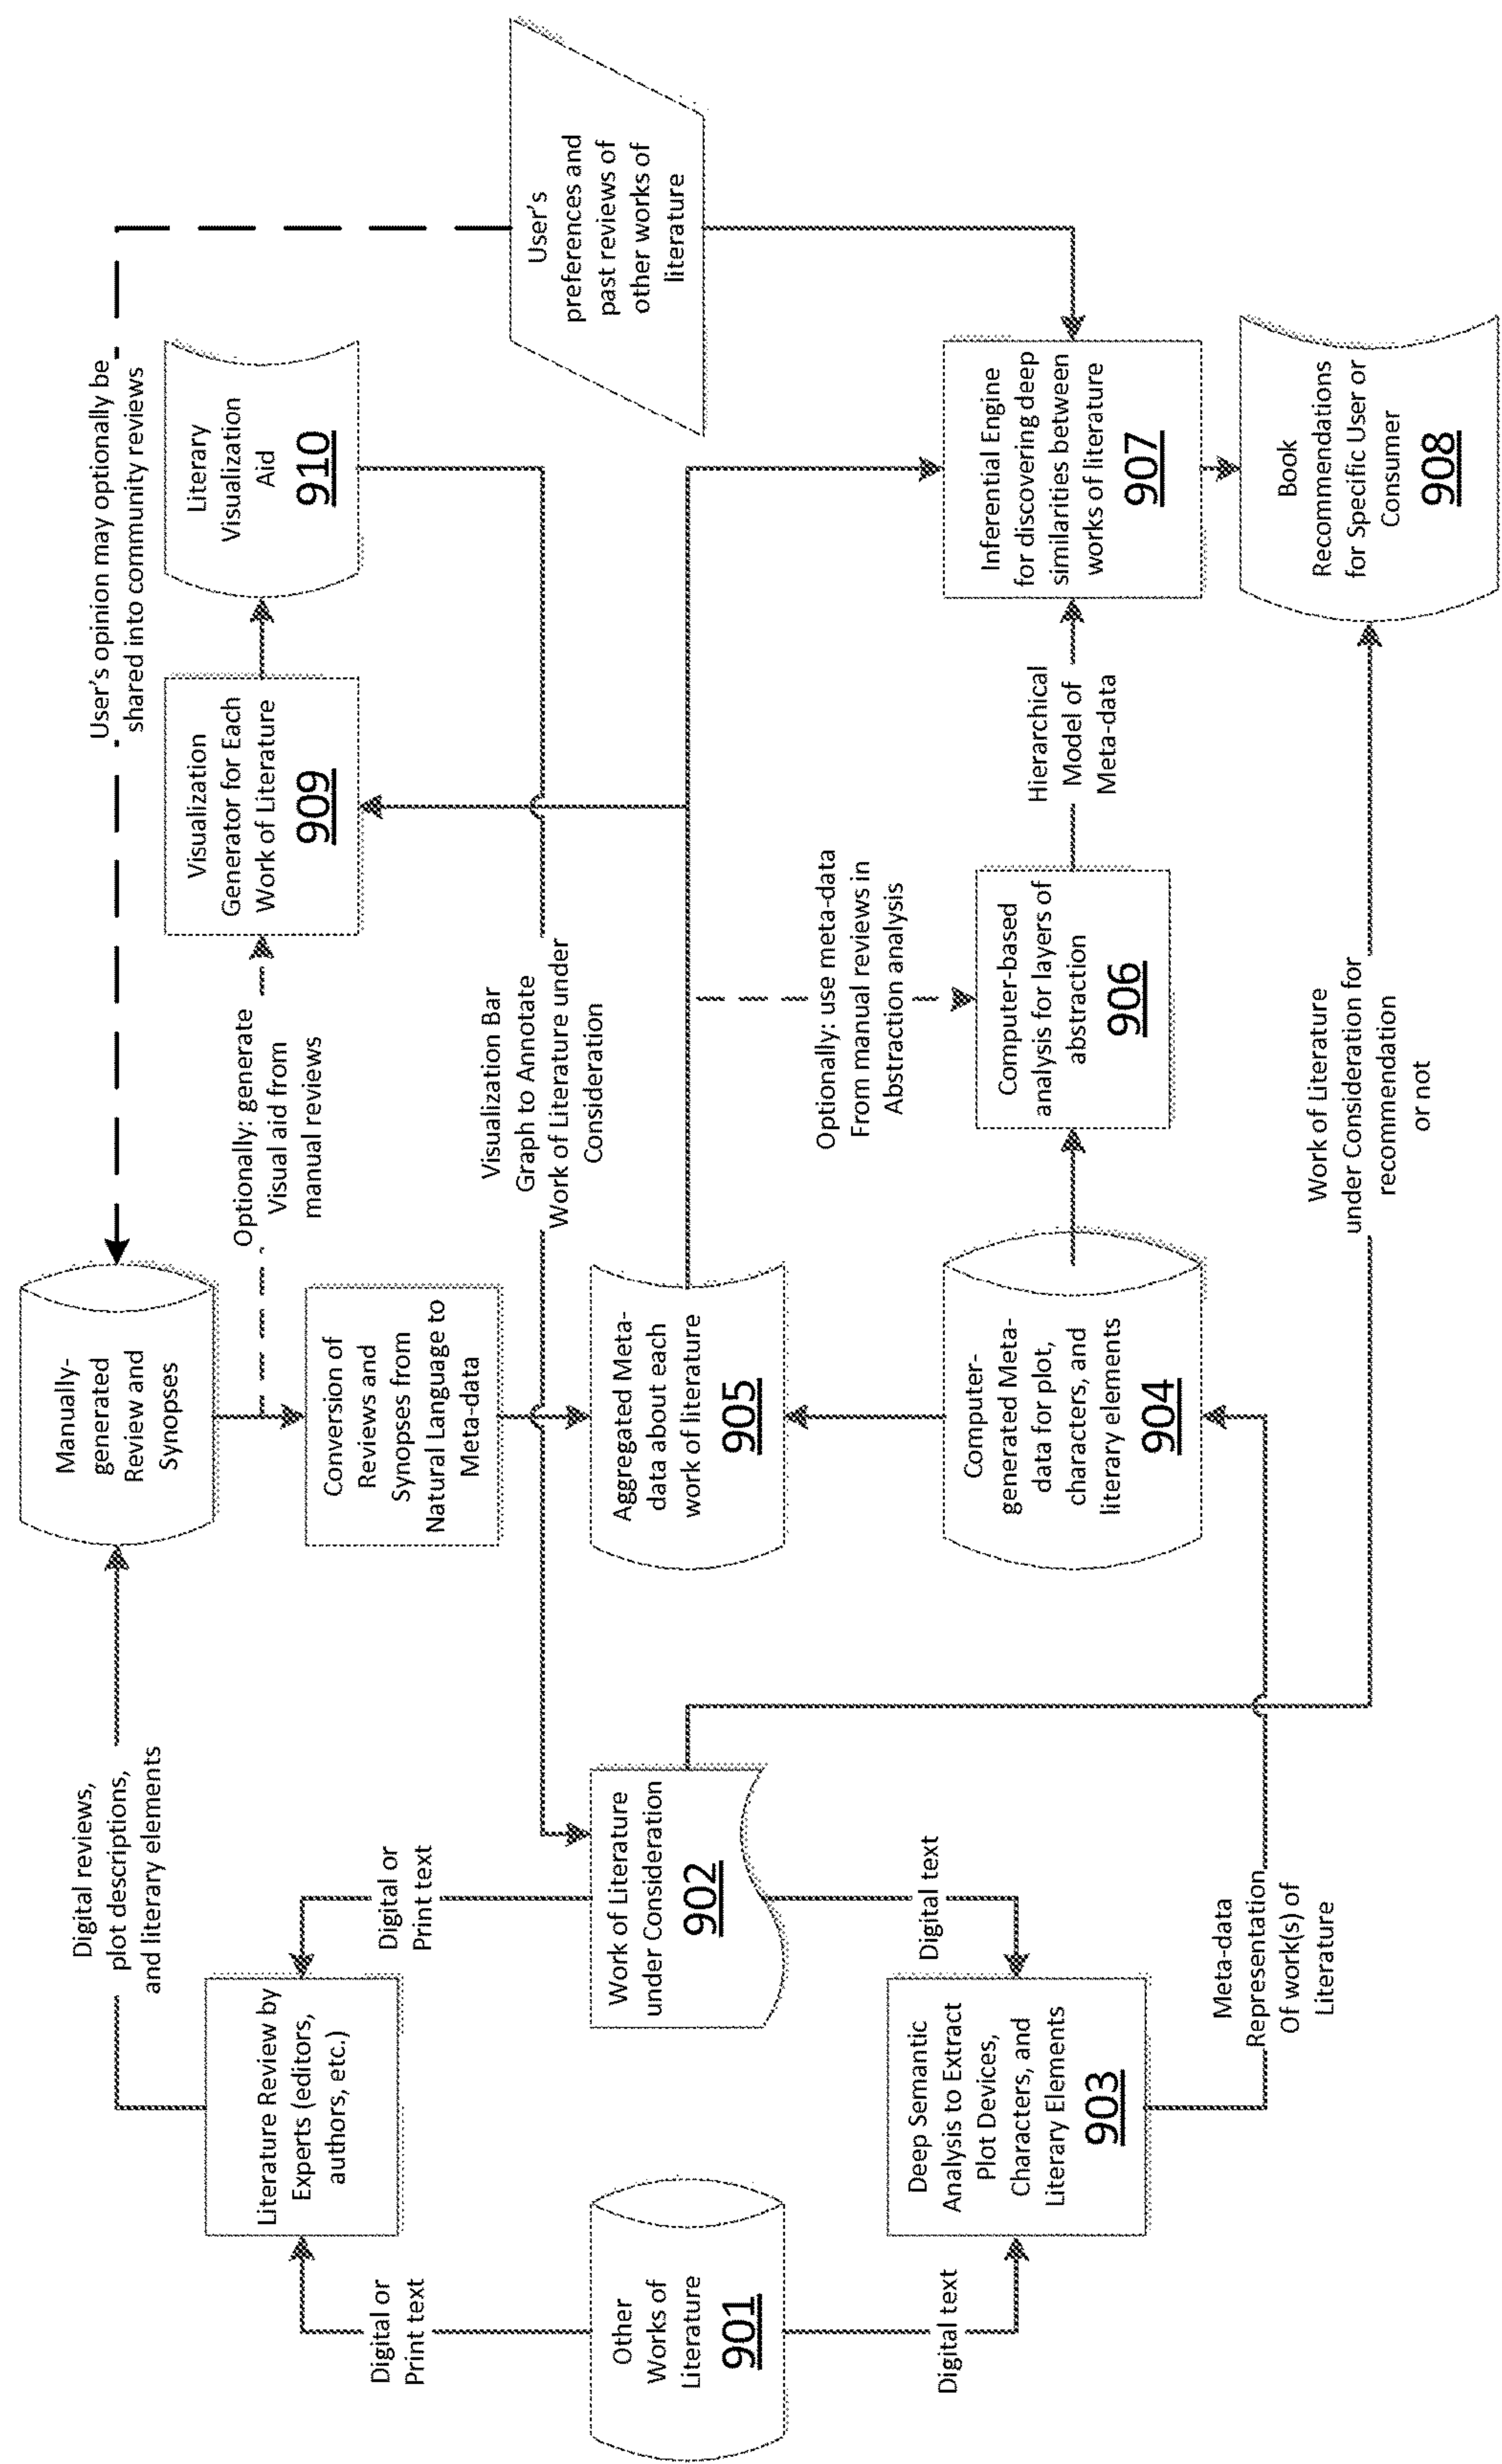 Digital reviews,
plot descriptions,
and literary elements
Manually-
generated
Review and
Synopses
User's opinion may optionally be
shared into community reviews
Literature Review by
Experts (editors,
authors, etc.)
Optionally: generate
Visual aid from
manual reviews
Visualization
Generator for Each
Work of Literature
909
Literary
Visualization
Aid
910
Conversion of
Reviews and
Synopses from
Natural Language to
Meta-data
Digital or
Print text
Digital or
Print text
Visualization Bar
Graph to Annotate
Work of Literature under
Consideration
User's
preferences and
past reviews of
other works of
literature
Other
Works of
Literature
901
Work of Literature
under Consideration
902
Aggregated Meta-
data about each
work of literature
905
Optionally: use meta-data
From manual reviews in
Abstraction analysis
Digital text
Digital text
Deep Semantic
Analysis to Extract
Plot Devices,
Characters, and
Literary Elements
903
Computer-
generated Meta-
data for plot,
characters, and
literary elements
904
Computer-based
analysis for layers of
abstraction
906
Hierarchical
Model of
Meta-data
Inferential Engine
for discovering deep
similarities between
works of literature
907
Meta-data
Representation
Of work(s) of
Literature
Work of Literature
under Consideration for
recommendation
or not
Book
Recommendations
for Specific User or
Consumer
908